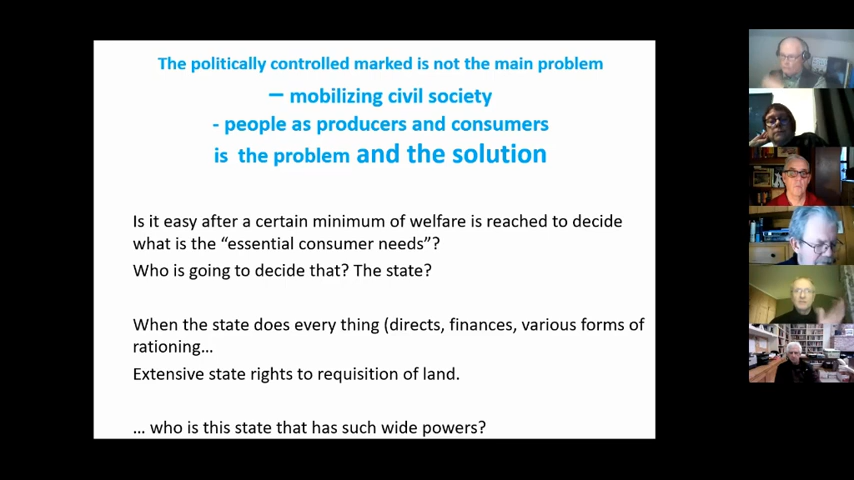 The politically controlled marked is not the main problem
– mobilizing civil society
- people as producers and consumers
is the problem and the solution
Is it easy after a certain minimum of welfare is reached to decide
what is the “essential consumer needs”?
Who is going to decide that? The state?
When the state does every thing (directs, finances, various forms of
rationing…
Extensive state rights to requisition of land.
… who is this state that has such wide powers?